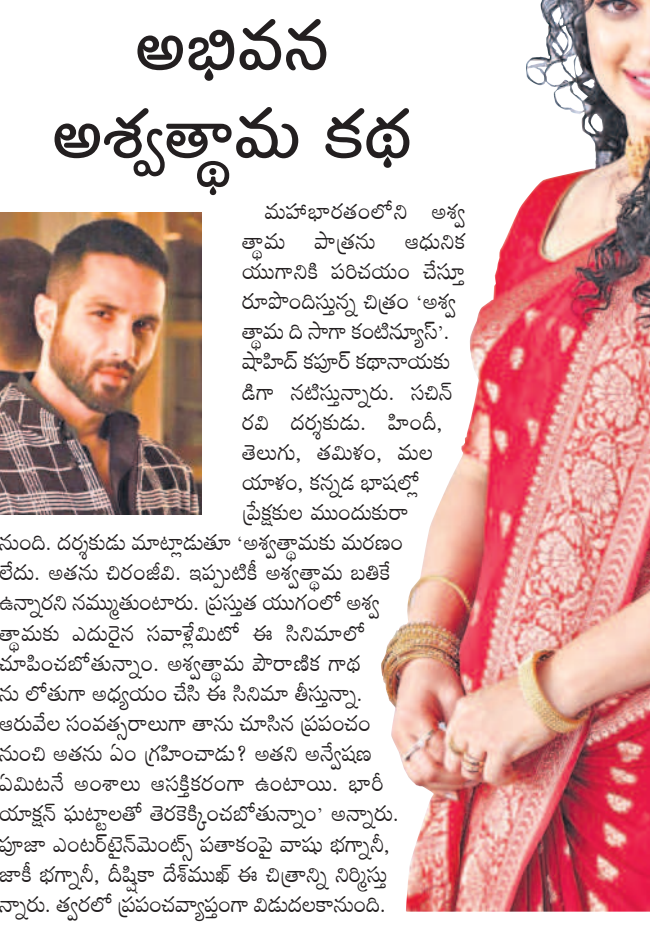 అభివన
అశ్వత్థామ కథ
మహాభారతంలోని అశ్వ
త్థామ పాత్రను ఆధునిక
యుగానికి పరిచయం చేస్తూ
రూపొందిస్తున్న చిత్రం ‘అశ్వ
త్థామ ది సాగా కంటిన్యూస్’.
షాహిద్ కపూర్ కథానాయకు
డిగా నటిస్తున్నారు. సచిన్
రవి దర్శకుడు. హిందీ,
తెలుగు, తమిళం, మల
యాళం, కన్నడ భాషల్లో
ప్రేక్షకుల ముందుకురా
నుంది. దర్శకుడు మాట్లాడుతూ ‘అశ్వత్థామకు మరణం
లేదు. అతను చిరంజీవి. ఇప్పుటికీ అశ్వత్థామ బతికే
ఉన్నారని నమ్ముతుంటారు. ప్రస్తుత యుగంలో అశ్వ
త్థామకు ఎదురైన సవాళ్లేమిటో ఈ సినిమాలో
చూపించబోతున్నాం. అశ్వత్థామ పౌరాణిక గాథ
ను లోతుగా అధ్యయం చేసి ఈ సినిమా తీస్తున్నా.
ఆరువేల సంవత్సరాలుగా తాను చూసిన ప్రపంచం
నుంచి అతను ఏం గ్రహించాడు? అతని అన్వేషణ
ఏమిటనే అంశాలు ఆసక్తికరంగా ఉంటాయి. భారీ
యాక్షన్ ఘట్టాలతో తెరకెక్కించబోతున్నాం’ అన్నారు.
పూజా ఎంటర్‌టైన్‌మెంట్స్ పతాకంపై వాషు భగ్నానీ,
జాకీ భగ్నానీ, దీప్షికా దేశ్‌ముఖ్ ఈ చిత్రాన్ని నిర్మిస్తు
న్నారు. త్వరలో ప్రపంచవ్యాప్తంగా విడుదలకానుంది.